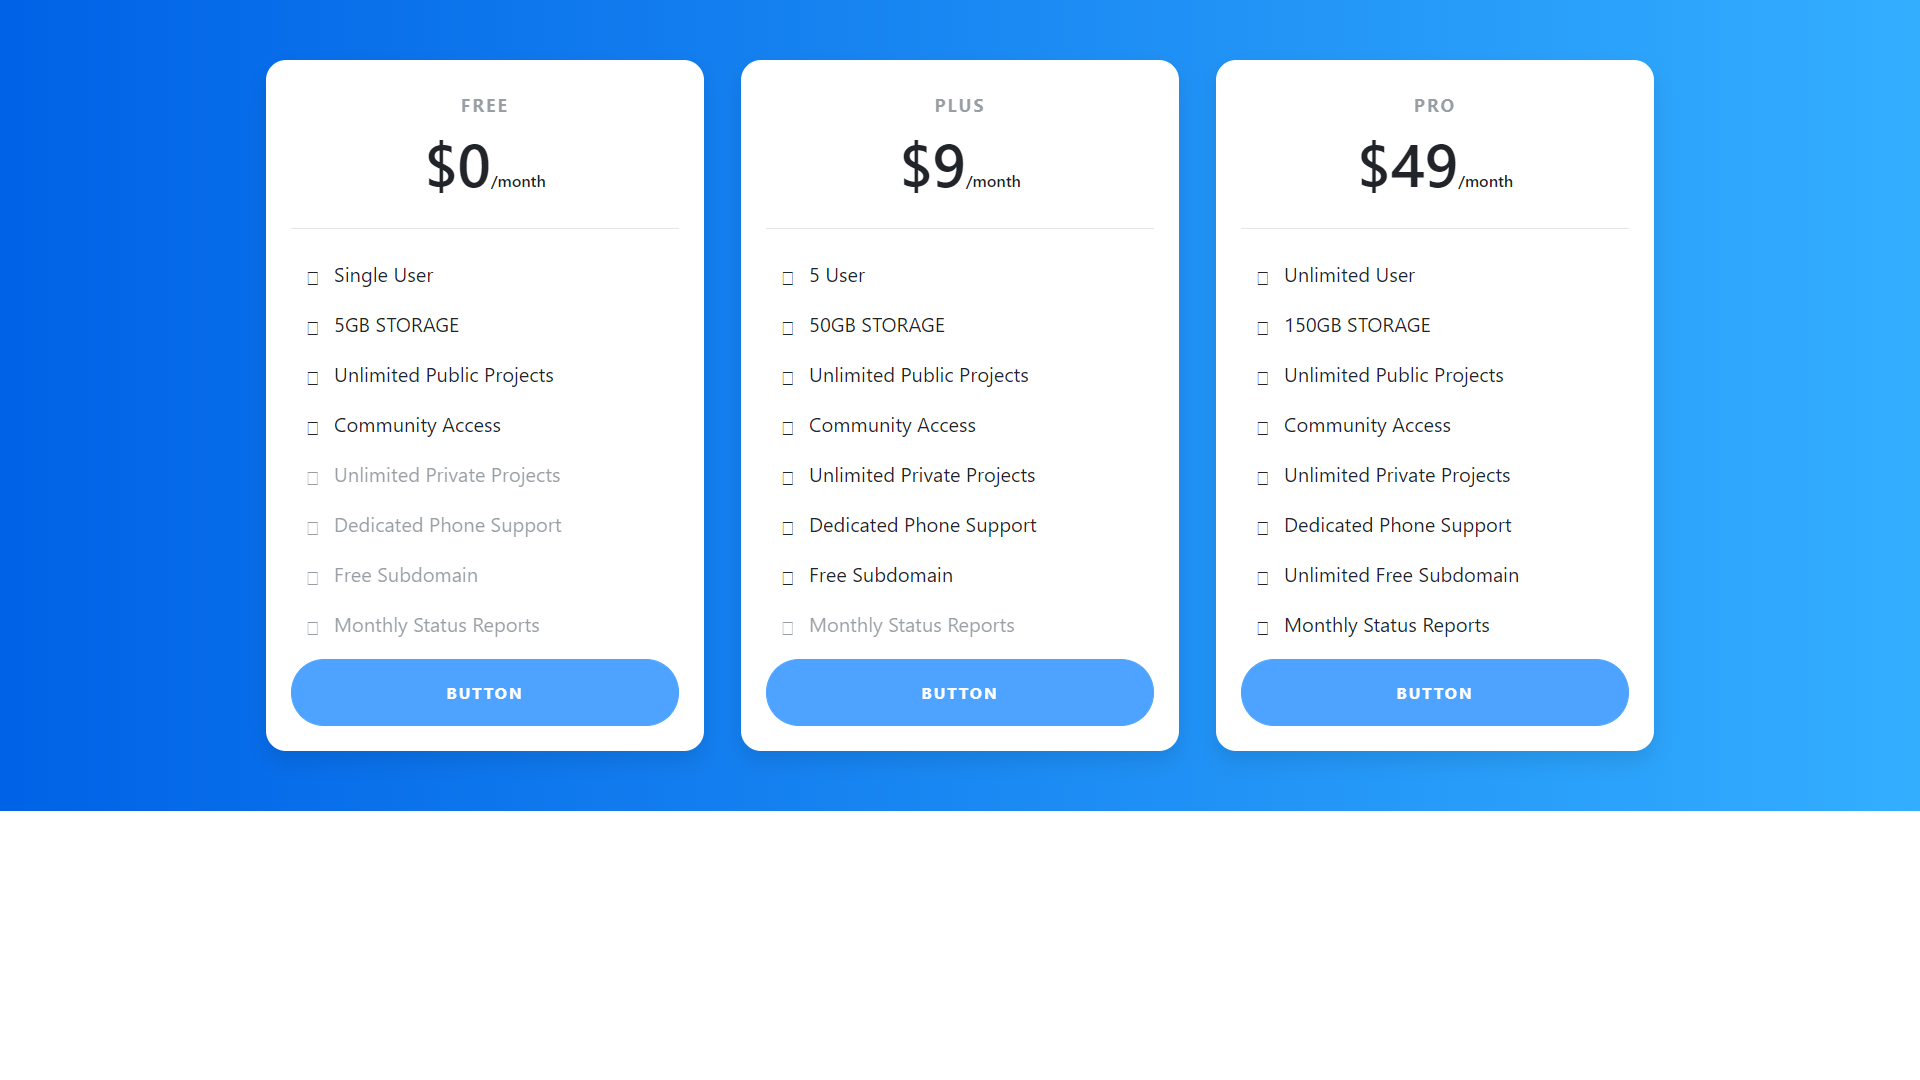 FREE
$0/month
Single User
5GB STORAGE
Unlimited Public Projects
Community Access
Unlimited Private Projects
Dedicated Phone Support
Free Subdomain
Monthly Status Reports
BUTTON
PLUS
$9/month
5 User
50GB STORAGE
Unlimited Public Projects
Community Access
Unlimited Private Projects
Dedicated Phone Support
Free Subdomain
Monthly Status Reports
BUTTON
PRO
$49/month
Unlimited User
150GB STORAGE
Unlimited Public Projects
Community Access
Unlimited Private Projects
Dedicated Phone Support
Unlimited Free Subdomain
Monthly Status Reports
BUTTON